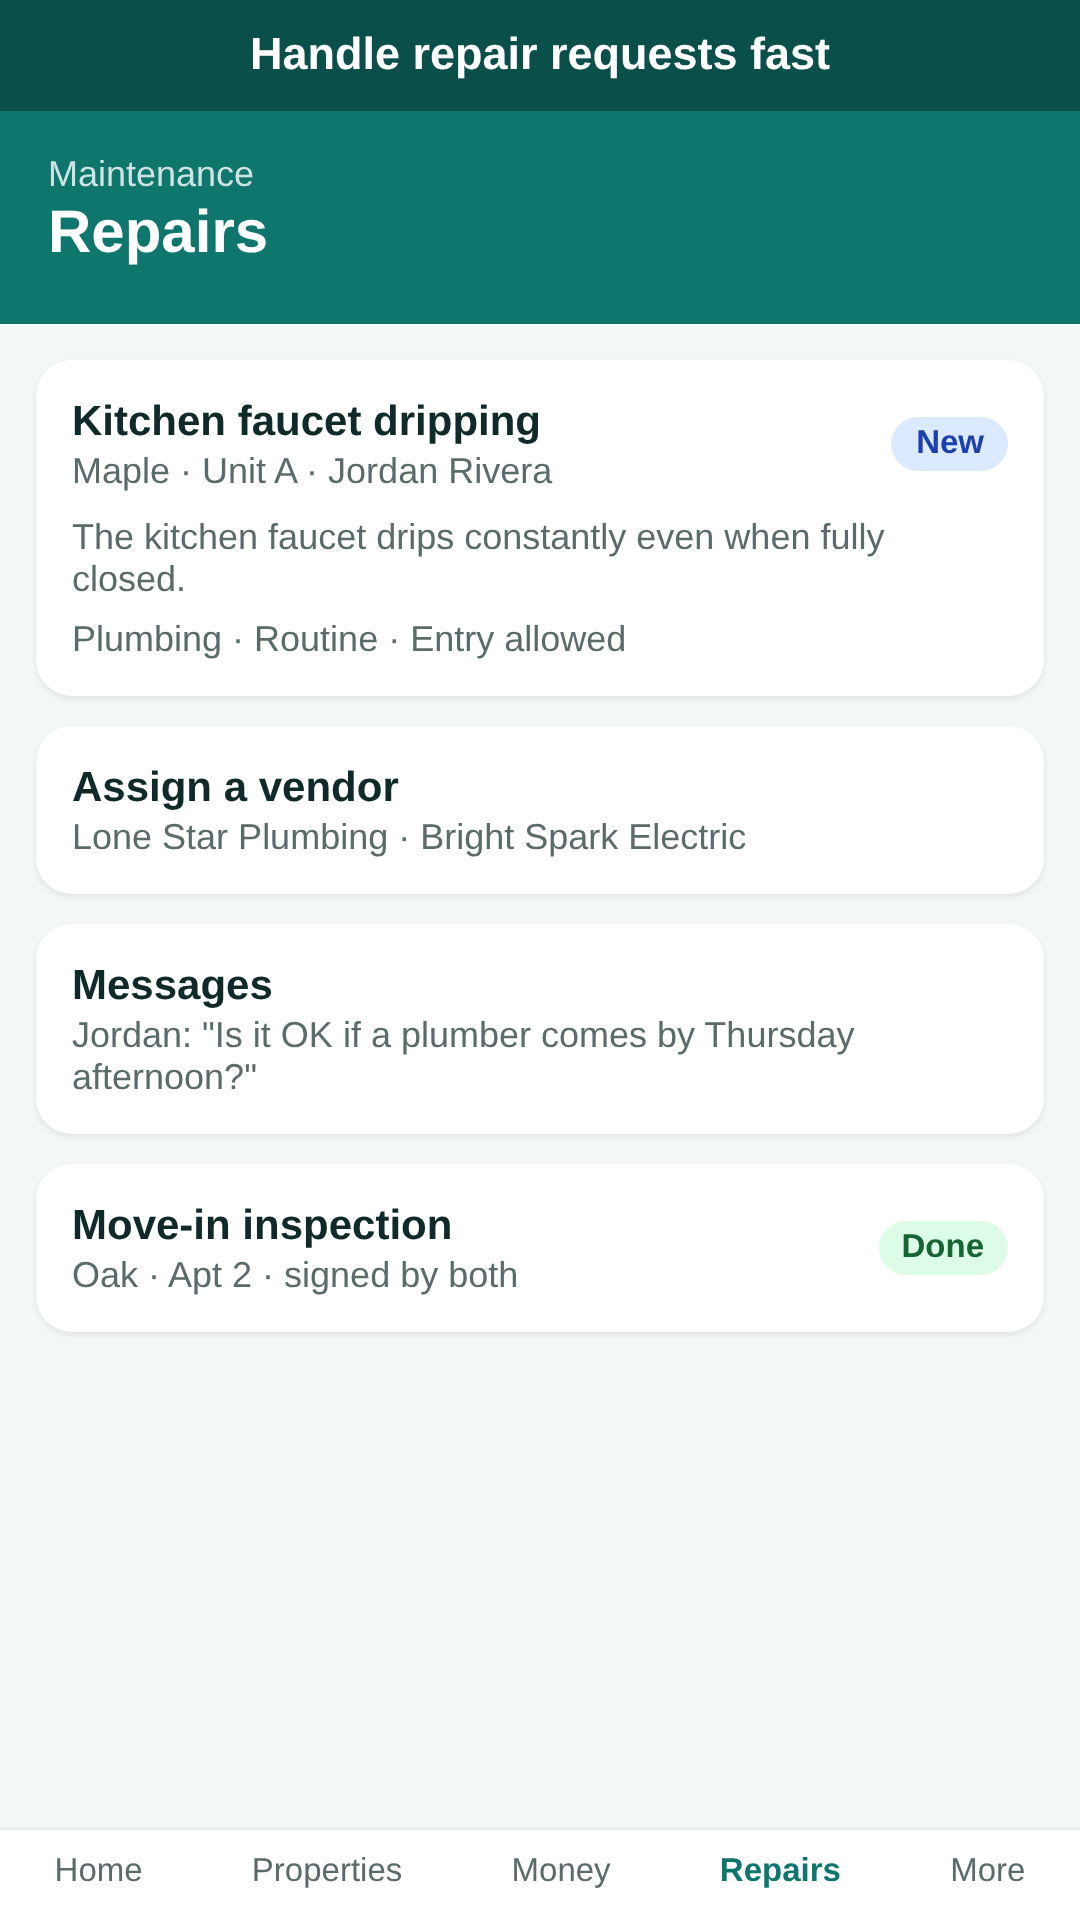 Handle repair requests fast
Maintenance
Repairs
Kitchen faucet dripping
New
Maple · Unit A · Jordan Rivera
The kitchen faucet drips constantly even when fully
closed.
Plumbing · Routine · Entry allowed
Assign a vendor
Lone Star Plumbing · Bright Spark Electric
Messages
Jordan: "Is it OK if a plumber comes by Thursday
afternoon?"
Move-in inspection
Done
Oak · Apt 2 · signed by both
Home Properties Money Repairs More